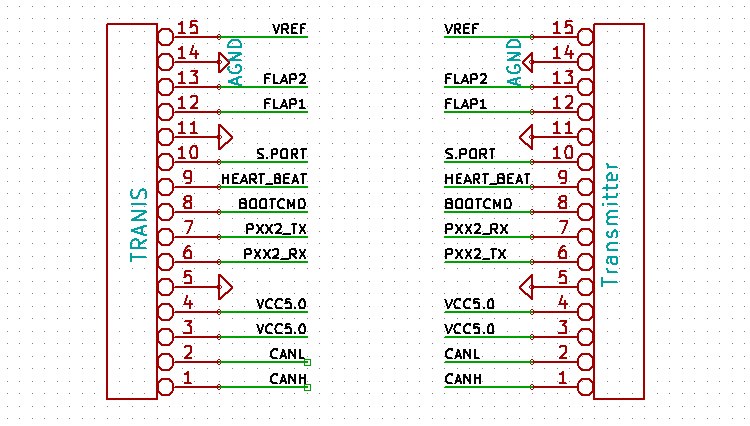 15 VREF VREF 15
14 AGND AGND 14
13 FLAP2 FLAP2 13
12 FLAP1 FLAP1 12
11 11
10 S.PORT S.PORT 10
9 HEART_BEAT HEART_BEAT 9
8 BOOTCMD BOOTCMD 8
7 PXX2_TX PXX2_RX 7
6 PXX2_RX PXX2_TX 6
5 5
4 VCC5.0 VCC5.0 4
3 VCC5.0 VCC5.0 3
2 CANL CANL 2
1 CANH CANH 1
TRANIS
Transmitter